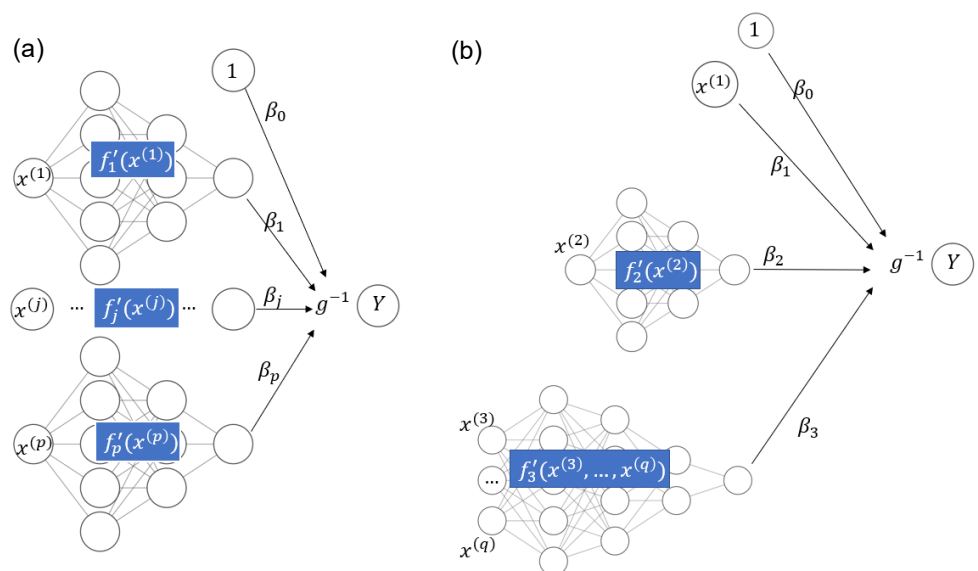 (a)
1
β₀
x⁽¹⁾
f₁′(x⁽¹⁾)
β₁
x⁽ʲ⁾ ... fⱼ′(x⁽ʲ⁾) ... βⱼ g⁻¹ Y
x⁽ᵖ⁾
fₚ′(x⁽ᵖ⁾)
βₚ
(b)
1
x⁽¹⁾
β₀
β₁
x⁽²⁾
f₂′(x⁽²⁾)
β₂
g⁻¹ Y
x⁽³⁾
...
f₃′(x⁽³⁾, ... , x⁽q⁾)
x⁽q⁾
β₃